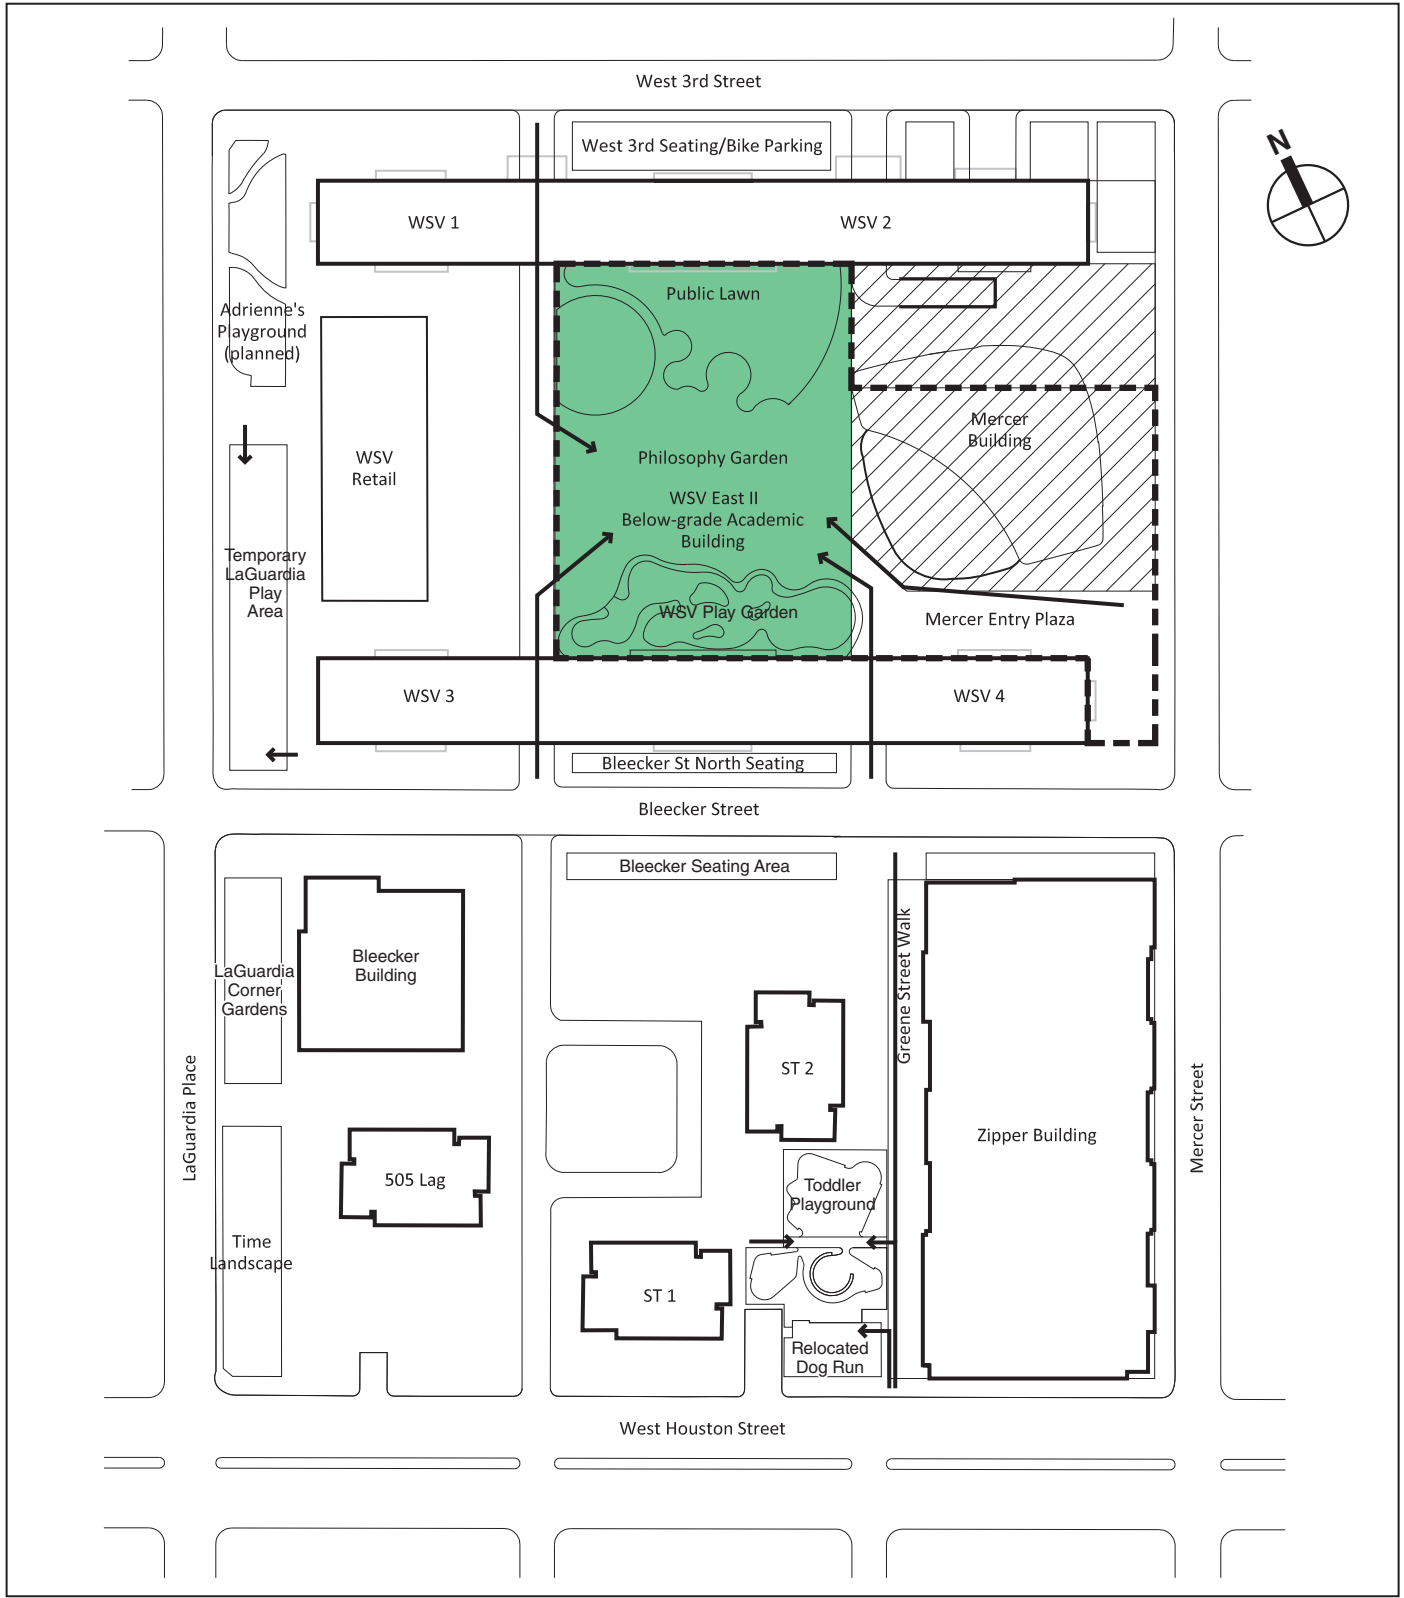 West 3rd Street
N
West 3rd Seating/Bike Parking
WSV 1
WSV 2
Public Lawn
Adrienne's
Playground
(planned)
Mercer
Building
WSV
Retail
Philosophy Garden
WSV East II
Below-grade Academic
Building
Temporary
LaGuardia
Play
Area
WSV Play Garden
Mercer Entry Plaza
WSV 3
WSV 4
Bleecker St North Seating
Bleecker Street
Bleecker Seating Area
Greene Street Walk
Bleecker
Building
LaGuardia
Corner
Gardens
ST 2
LaGuardia Place
Mercer Street
Zipper Building
505 Lag
Toddler
Playground
Time
Landscape
ST 1
Relocated
Dog Run
West Houston Street